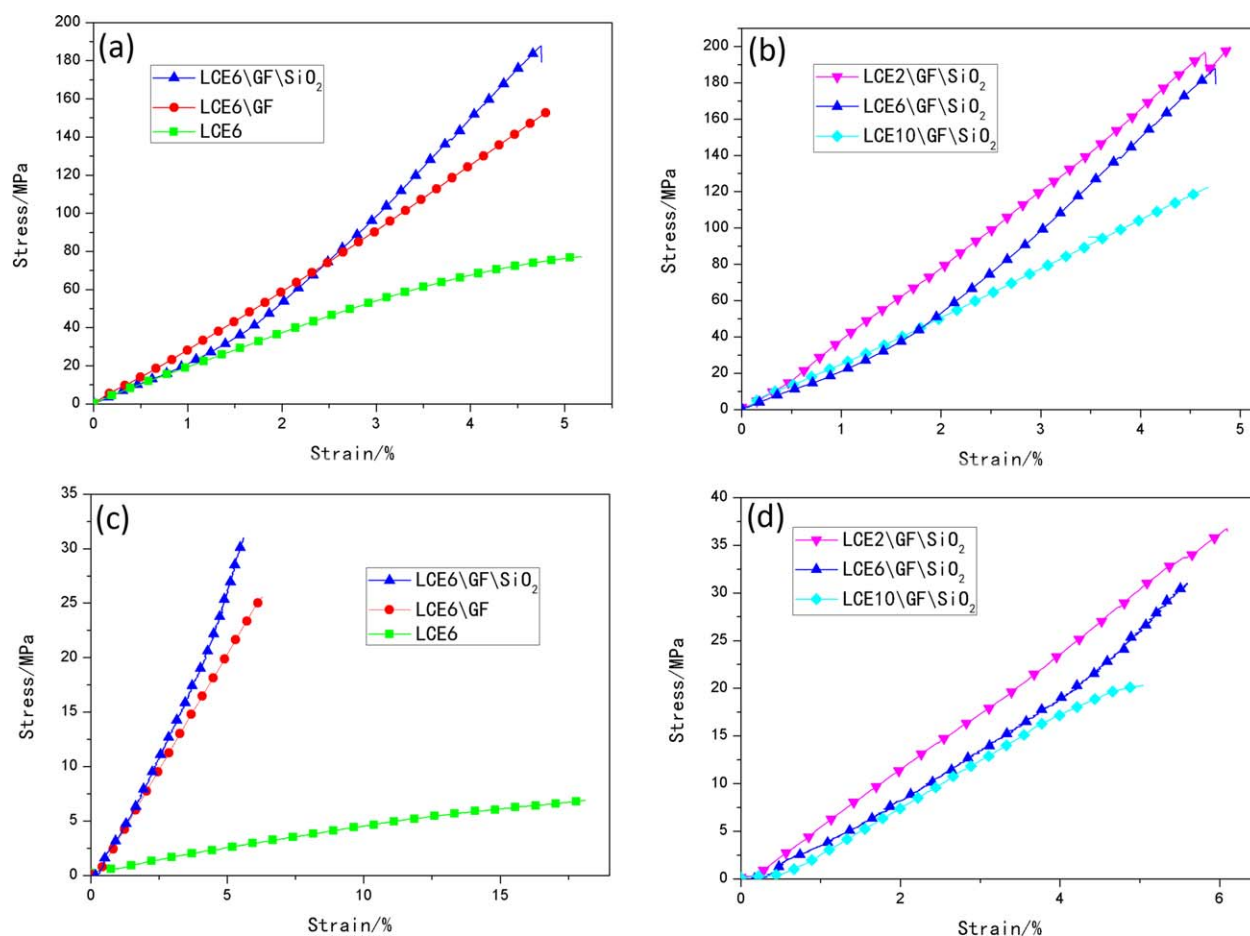 (a)
LCE6\GF\SiO₂
LCE6\GF
LCE6
Stress/MPa
200
180
160
140
120
100
80
60
40
20
0
0 1 2 3 4 5
Strain/%
(b)
LCE2\GF\SiO₂
LCE6\GF\SiO₂
LCE10\GF\SiO₂
Stress/MPa
200
180
160
140
120
100
80
60
40
20
0
0 1 2 3 4 5
Strain/%
(c)
LCE6\GF\SiO₂
LCE6\GF
LCE6
Stress/MPa
35
30
25
20
15
10
5
0
0 5 10 15
Strain/%
(d)
LCE2\GF\SiO₂
LCE6\GF\SiO₂
LCE10\GF\SiO₂
Stress/MPa
40
35
30
25
20
15
10
5
0
0 2 4 6
Strain/%